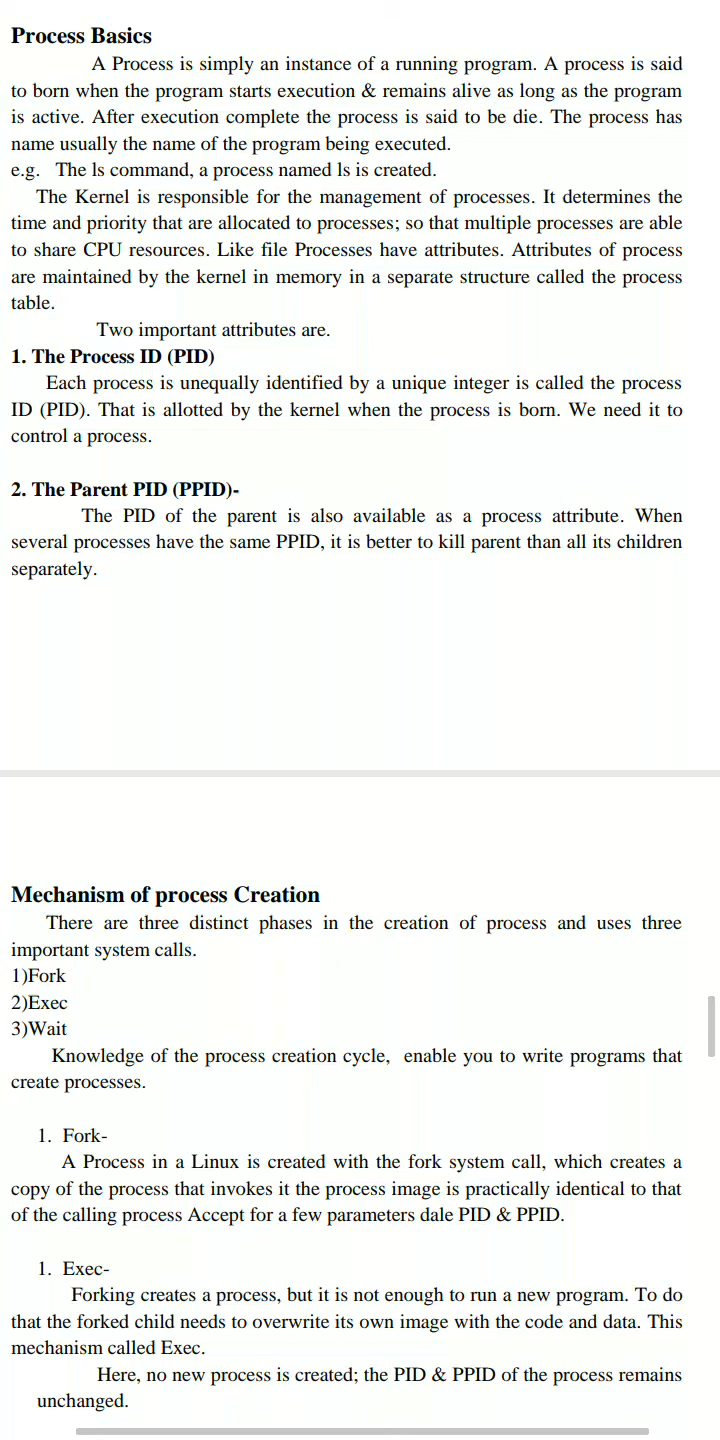 Process Basics
A Process is simply an instance of a running program. A process is said
to born when the program starts execution & remains alive as long as the program
is active. After execution complete the process is said to be die. The process has
name usually the name of the program being executed.
e.g. The ls command, a process named ls is created.
The Kernel is responsible for the management of processes. It determines the
time and priority that are allocated to processes; so that multiple processes are able
to share CPU resources. Like file Processes have attributes. Attributes of process
are maintained by the kernel in memory in a separate structure called the process
table.
Two important attributes are.
1. The Process ID (PID)
Each process is unequally identified by a unique integer is called the process
ID (PID). That is allotted by the kernel when the process is born. We need it to
control a process.
2. The Parent PID (PPID)-
The PID of the parent is also available as a process attribute. When
several processes have the same PPID, it is better to kill parent than all its children
separately.
Mechanism of process Creation
There are three distinct phases in the creation of process and uses three
important system calls.
1)Fork
2)Exec
3)Wait
Knowledge of the process creation cycle, enable you to write programs that
create processes.
1. Fork-
A Process in a Linux is created with the fork system call, which creates a
copy of the process that invokes it the process image is practically identical to that
of the calling process Accept for a few parameters dale PID & PPID.
1. Exec-
Forking creates a process, but it is not enough to run a new program. To do
that the forked child needs to overwrite its own image with the code and data. This
mechanism called Exec.
Here, no new process is created; the PID & PPID of the process remains
unchanged.